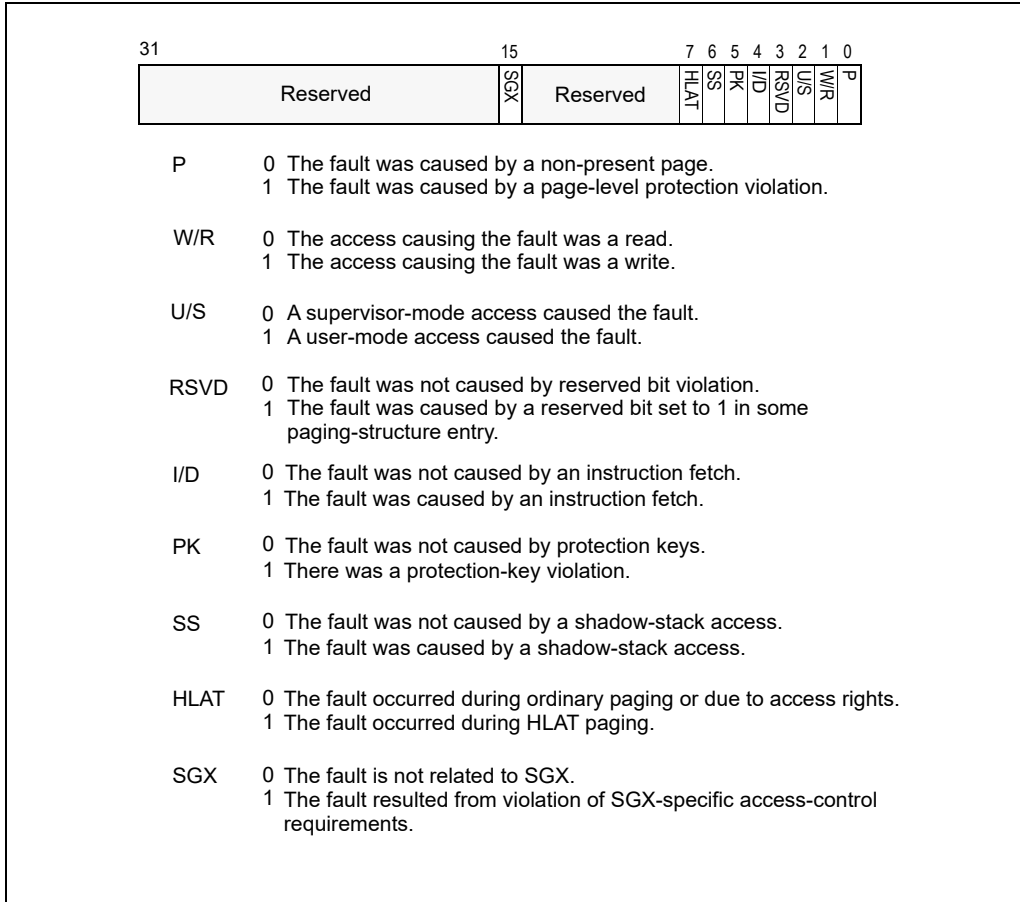 31 15 7 6 5 4 3 2 1 0
Reserved SGX Reserved HLAT SS PK I/D RSVD U/S W/R P
P 0 The fault was caused by a non-present page.
1 The fault was caused by a page-level protection violation.
W/R 0 The access causing the fault was a read.
1 The access causing the fault was a write.
U/S 0 A supervisor-mode access caused the fault.
1 A user-mode access caused the fault.
RSVD 0 The fault was not caused by reserved bit violation.
1 The fault was caused by a reserved bit set to 1 in some
paging-structure entry.
I/D 0 The fault was not caused by an instruction fetch.
1 The fault was caused by an instruction fetch.
PK 0 The fault was not caused by protection keys.
1 There was a protection-key violation.
SS 0 The fault was not caused by a shadow-stack access.
1 The fault was caused by a shadow-stack access.
HLAT 0 The fault occurred during ordinary paging or due to access rights.
1 The fault occurred during HLAT paging.
SGX 0 The fault is not related to SGX.
1 The fault resulted from violation of SGX-specific access-control
requirements.